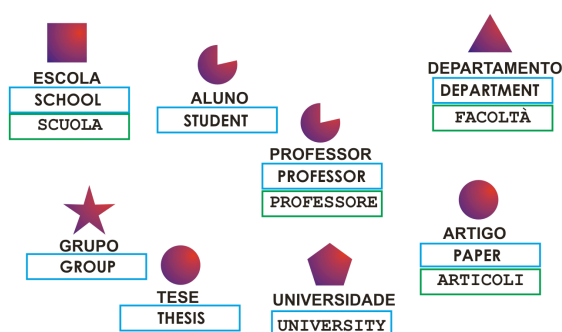 ESCOLA
SCHOOL
SCUOLA
ALUNO
STUDENT
DEPARTAMENTO
DEPARTMENT
FACOLTÀ
PROFESSOR
PROFESSOR
PROFESSORE
GRUPO
GROUP
TESE
THESIS
UNIVERSIDADE
UNIVERSITY
ARTIGO
PAPER
ARTICOLI